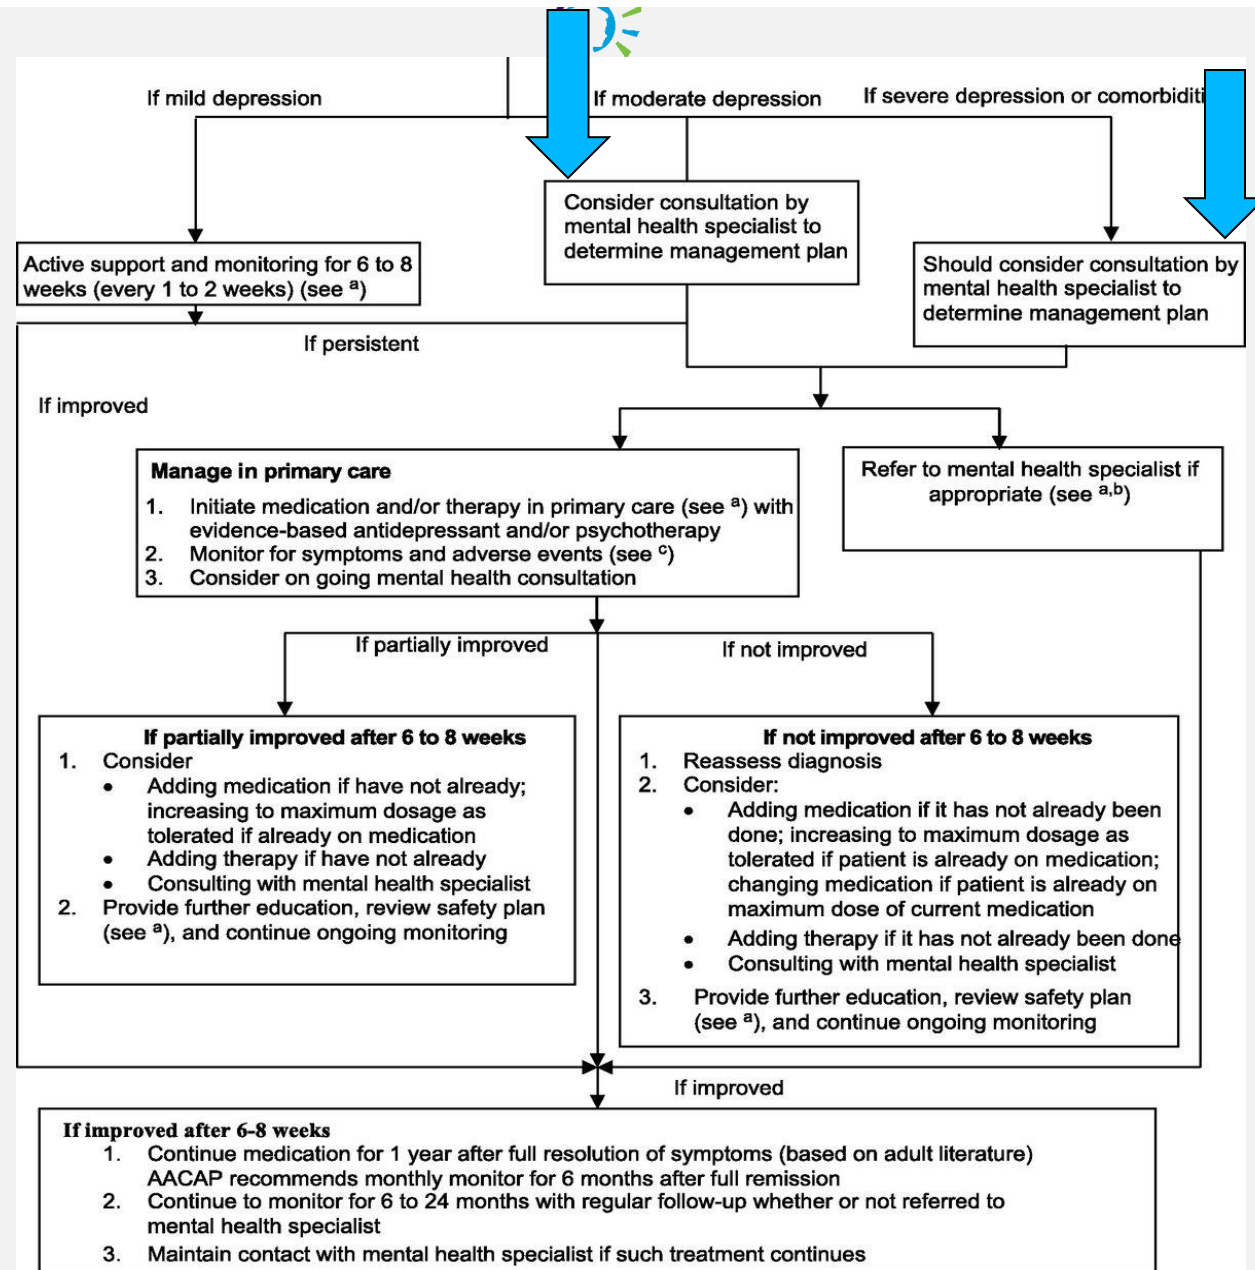 If mild depression
If moderate depression
If severe depression or comorbiditi
Consider consultation by
mental health specialist to
determine management plan
Active support and monitoring for 6 to 8
weeks (every 1 to 2 weeks) (see a)
Should consider consultation by
mental health specialist to
determine management plan
If persistent
If improved
Manage in primary care
1. Initiate medication and/or therapy in primary care (see a) with
evidence-based antidepressant and/or psychotherapy
2. Monitor for symptoms and adverse events (see c)
3. Consider on going mental health consultation
Refer to mental health specialist if
appropriate (see a,b)
If partially improved
If not improved
If partially improved after 6 to 8 weeks
1. Consider
• Adding medication if have not already;
increasing to maximum dosage as
tolerated if already on medication
• Adding therapy if have not already
• Consulting with mental health specialist
2. Provide further education, review safety plan
(see a), and continue ongoing monitoring
If not improved after 6 to 8 weeks
1. Reassess diagnosis
2. Consider:
• Adding medication if it has not already been
done; increasing to maximum dosage as
tolerated if patient is already on medication;
changing medication if patient is already on
maximum dose of current medication
• Adding therapy if it has not already been done
• Consulting with mental health specialist
3. Provide further education, review safety plan
(see a), and continue ongoing monitoring
If improved
If improved after 6-8 weeks
1. Continue medication for 1 year after full resolution of symptoms (based on adult literature)
AACAP recommends monthly monitor for 6 months after full remission
2. Continue to monitor for 6 to 24 months with regular follow-up whether or not referred to
mental health specialist
3. Maintain contact with mental health specialist if such treatment continues